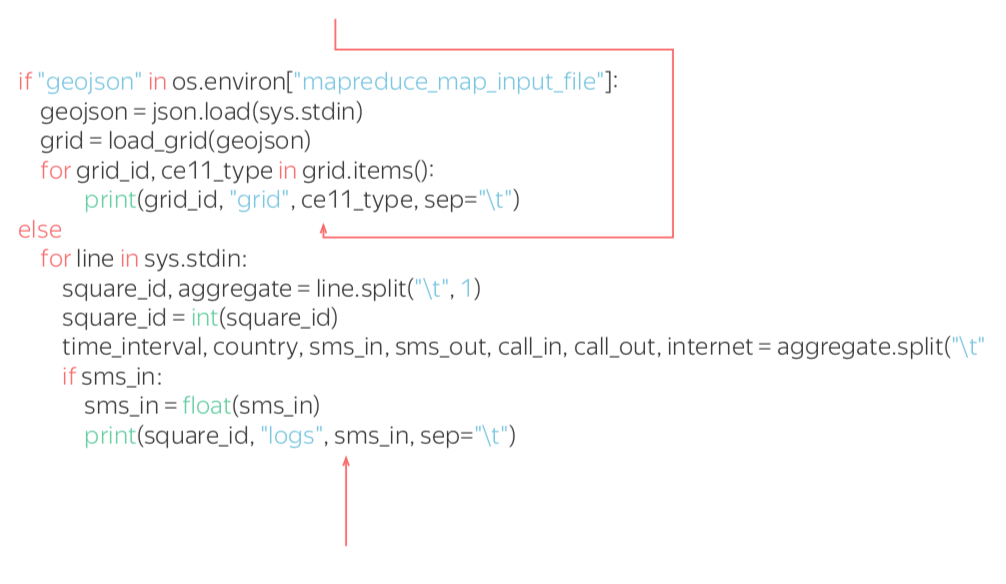 if "geojson" in os.environ["mapreduce_map_input_file"]:
geojson = json.load(sys.stdin)
grid = load_grid(geojson)
for grid_id, ce11_type in grid.items():
print(grid_id, "grid", ce11_type, sep="\t")
else
for line in sys.stdin:
square_id, aggregate = line.split("\t", 1)
square_id = int(square_id)
time_interval, country, sms_in, sms_out, call_in, call_out, internet = aggregate.split("\t"
if sms_in:
sms_in = float(sms_in)
print(square_id, "logs", sms_in, sep="\t")